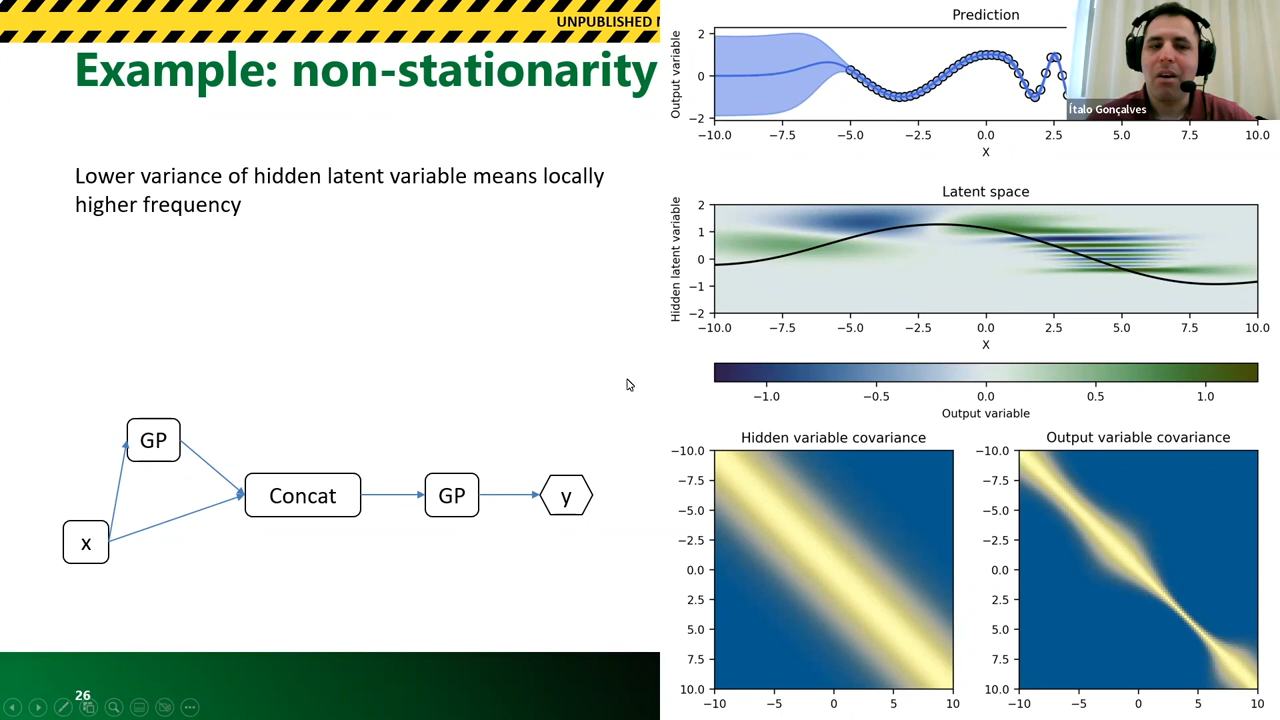 UNPUBLISHED
Example: non-stationarity
Lower variance of hidden latent variable means locally
higher frequency
GP
Concat
GP
y
x
26
Prediction
Output variable
2
0
−2
−10.0 −7.5 −5.0 −2.5 0.0 2.5 5.0 7.5 10.0
X
Ítalo Gonçalves
Latent space
Hidden latent variable
2
1
0
−1
−2
−10.0 −7.5 −5.0 −2.5 0.0 2.5 5.0 7.5 10.0
X
−1.0 −0.5 0.0 0.5 1.0
Output variable
Hidden variable covariance
−10.0
−7.5
−5.0
−2.5
0.0
2.5
5.0
7.5
10.0
−10 −5 0 5 10
Output variable covariance
−10.0
−7.5
−5.0
−2.5
0.0
2.5
5.0
7.5
10.0
−10 −5 0 5 10